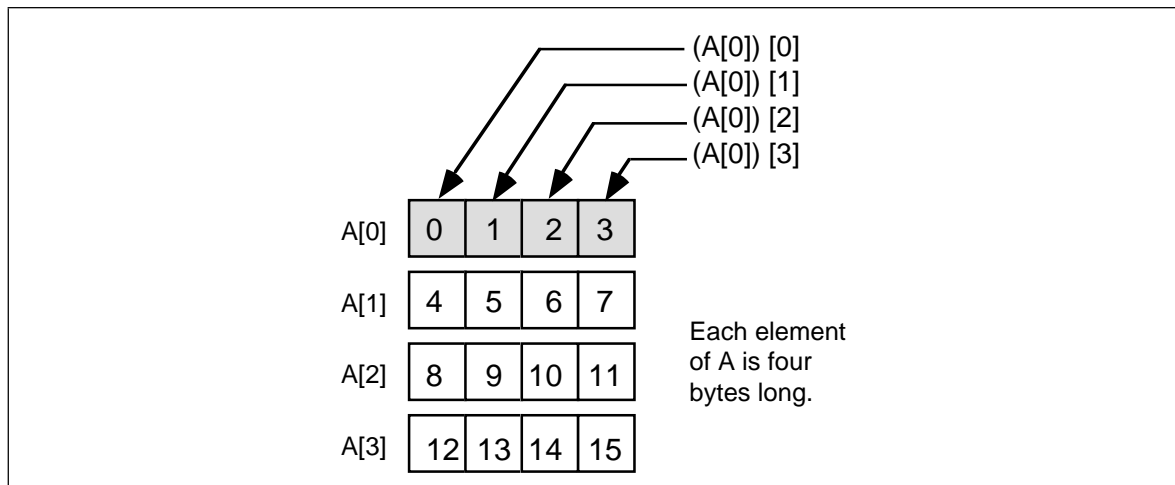 (A[0]) [0]
(A[0]) [1]
(A[0]) [2]
(A[0]) [3]
A[0] 0 1 2 3
A[1] 4 5 6 7
A[2] 8 9 10 11
A[3] 12 13 14 15
Each element
of A is four
bytes long.